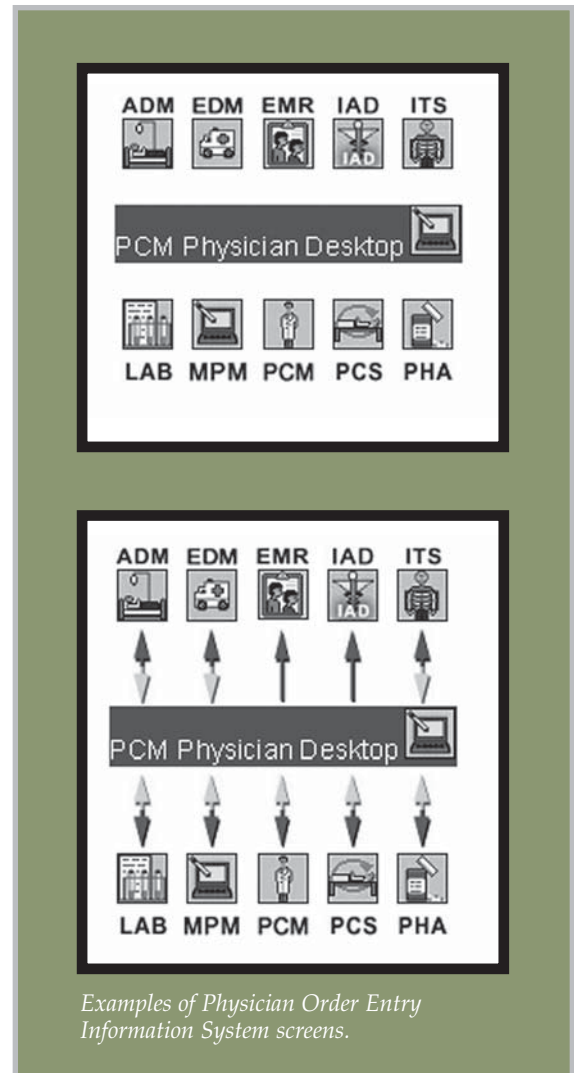 ADM EDM EMR IAD ITS
IAD
PCM Physician Desktop
LAB MPM PCM PCS PHA
ADM EDM EMR IAD ITS
IAD
PCM Physician Desktop
LAB MPM PCM PCS PHA
Examples of Physician Order Entry
Information System screens.